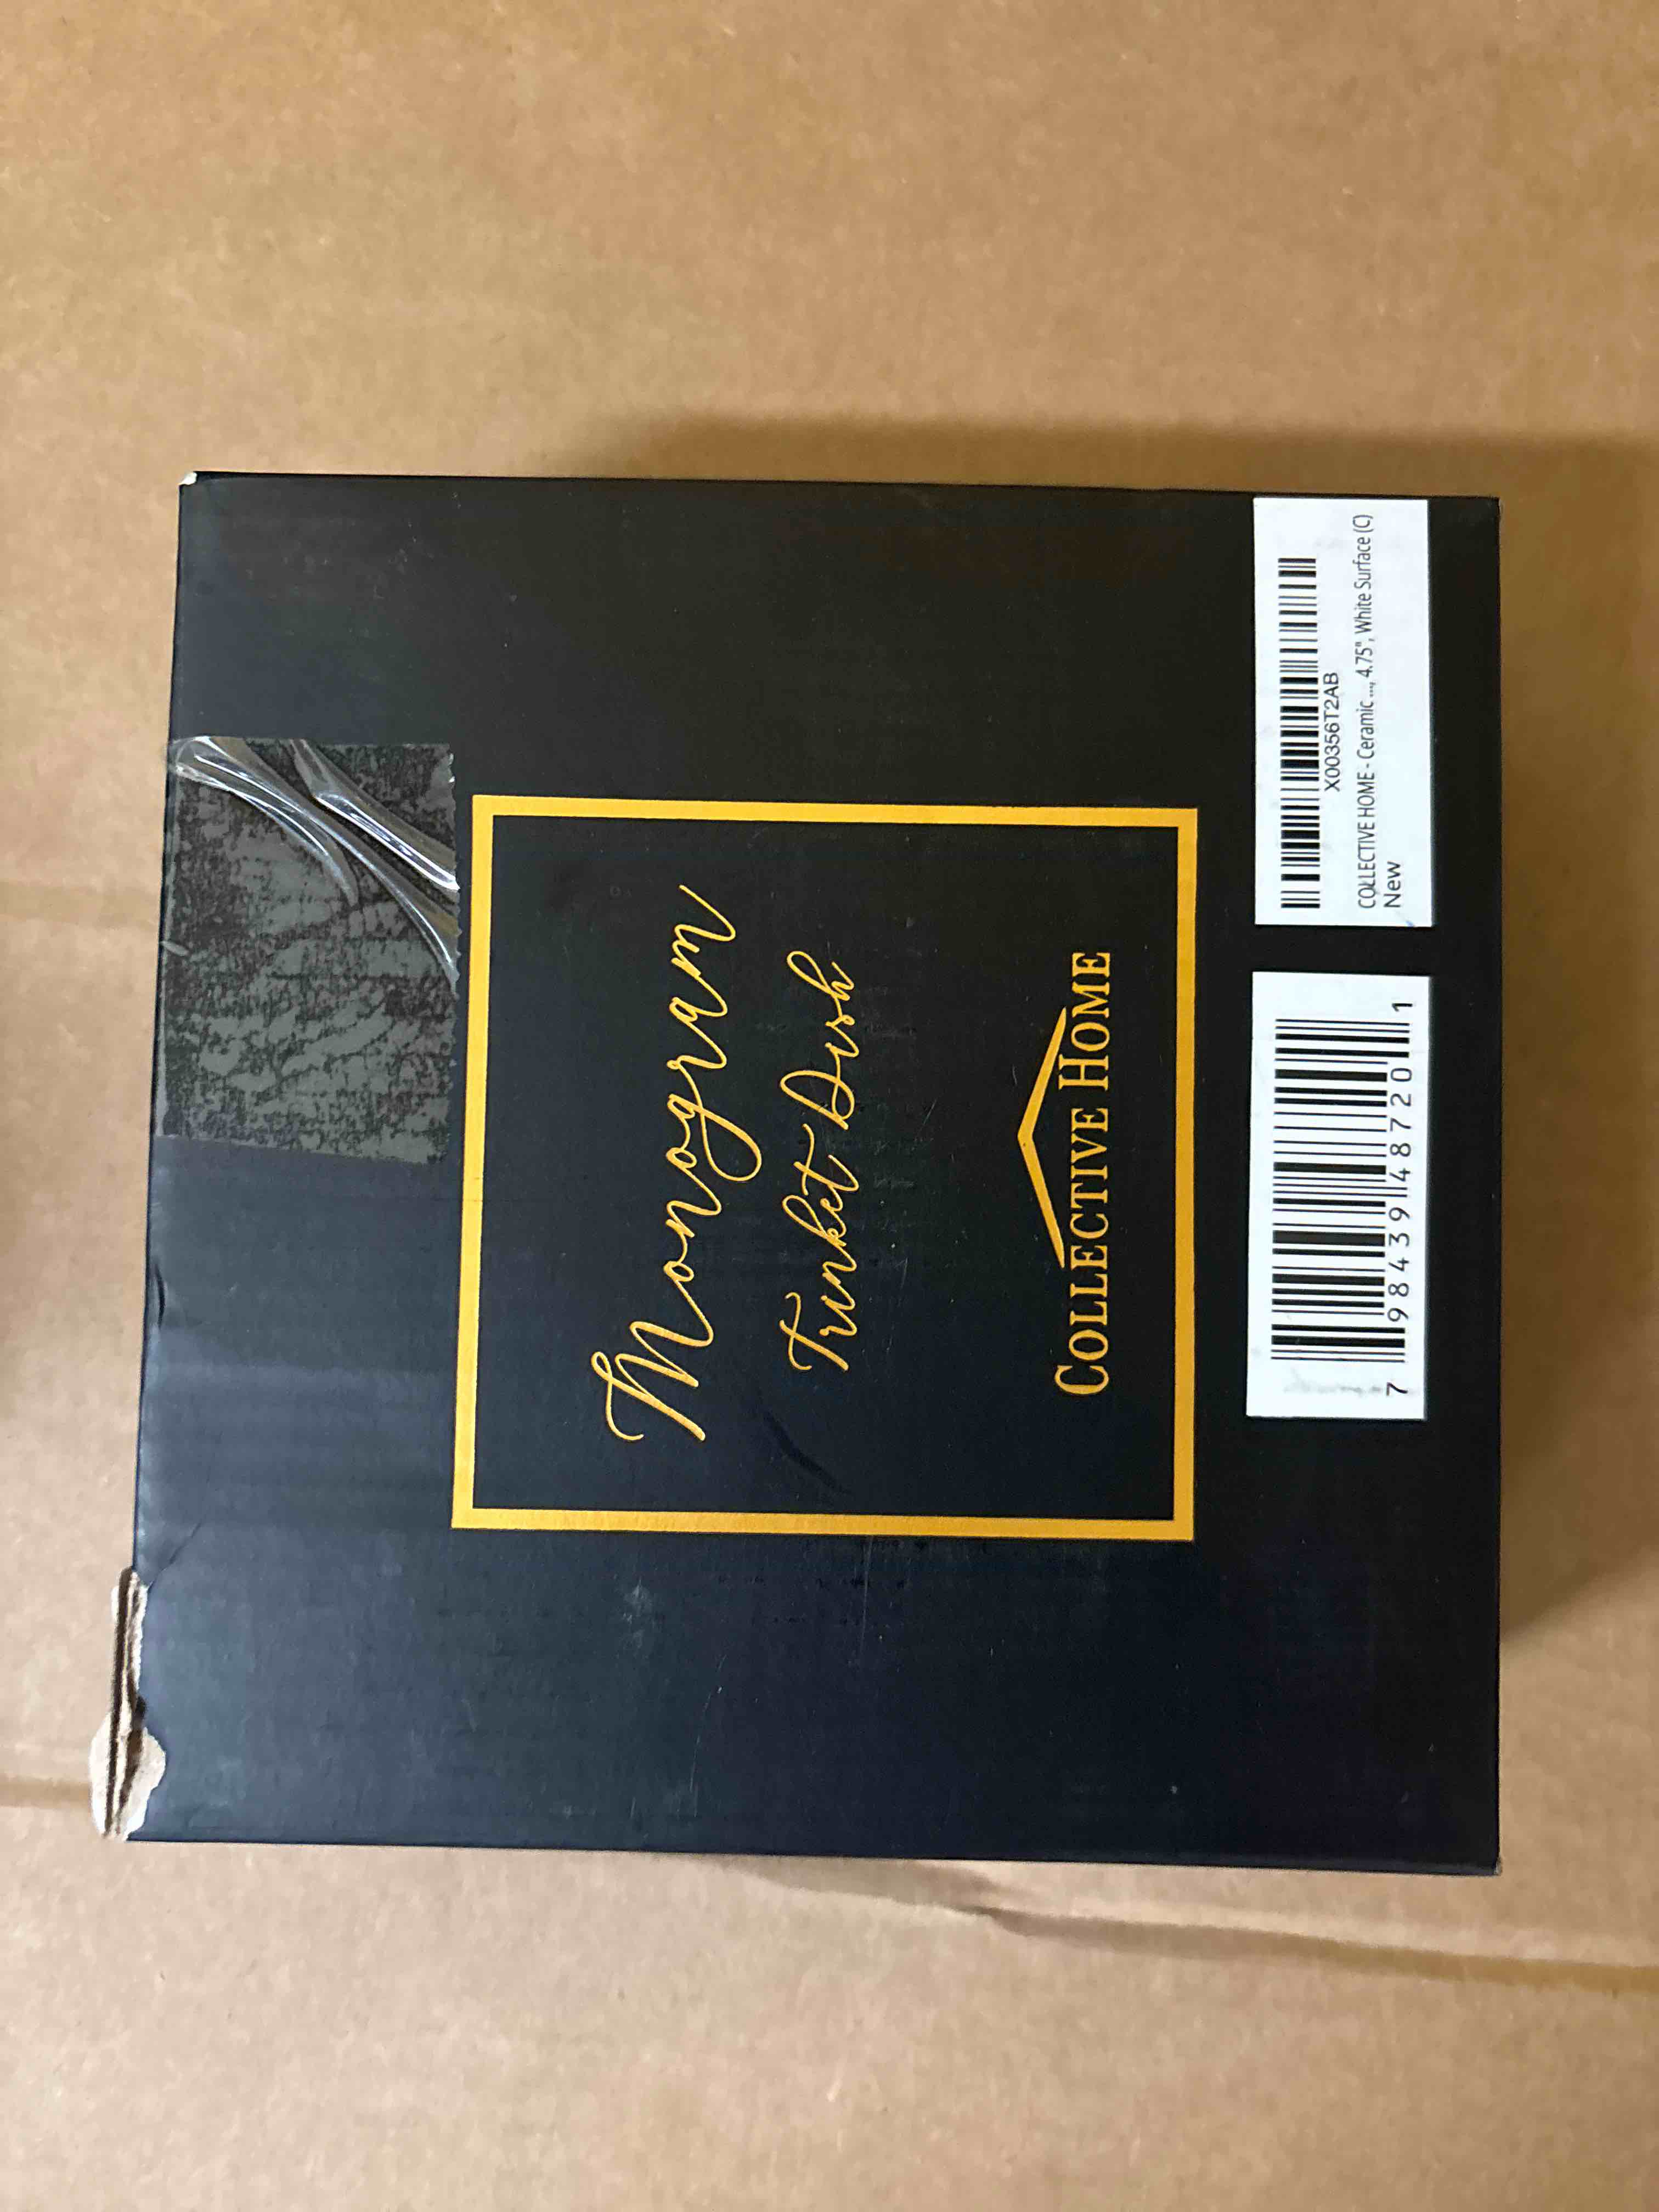 Monogram
Trinket Dish
COLLECTIVE HOME
7 98439 48720 1
X00356T2AB
COLLECTIVE HOME - Ceramic ..., 4.75", White Surface (C)
New